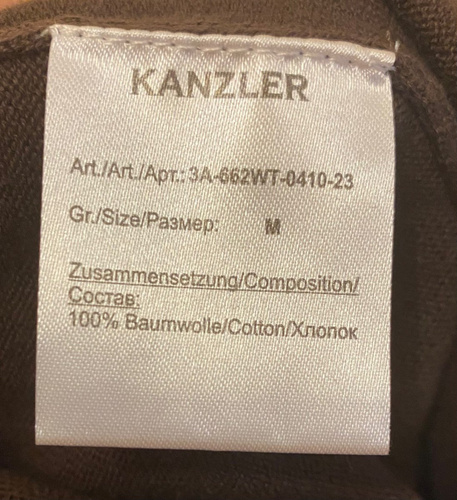 KANZLER
Art./Art./Арт.: 3A-662WT-0410-23
Gr./Size/Размер: M
Zusammensetzung/Composition/
Состав:
100% Baumwolle/Cotton/Хлопок